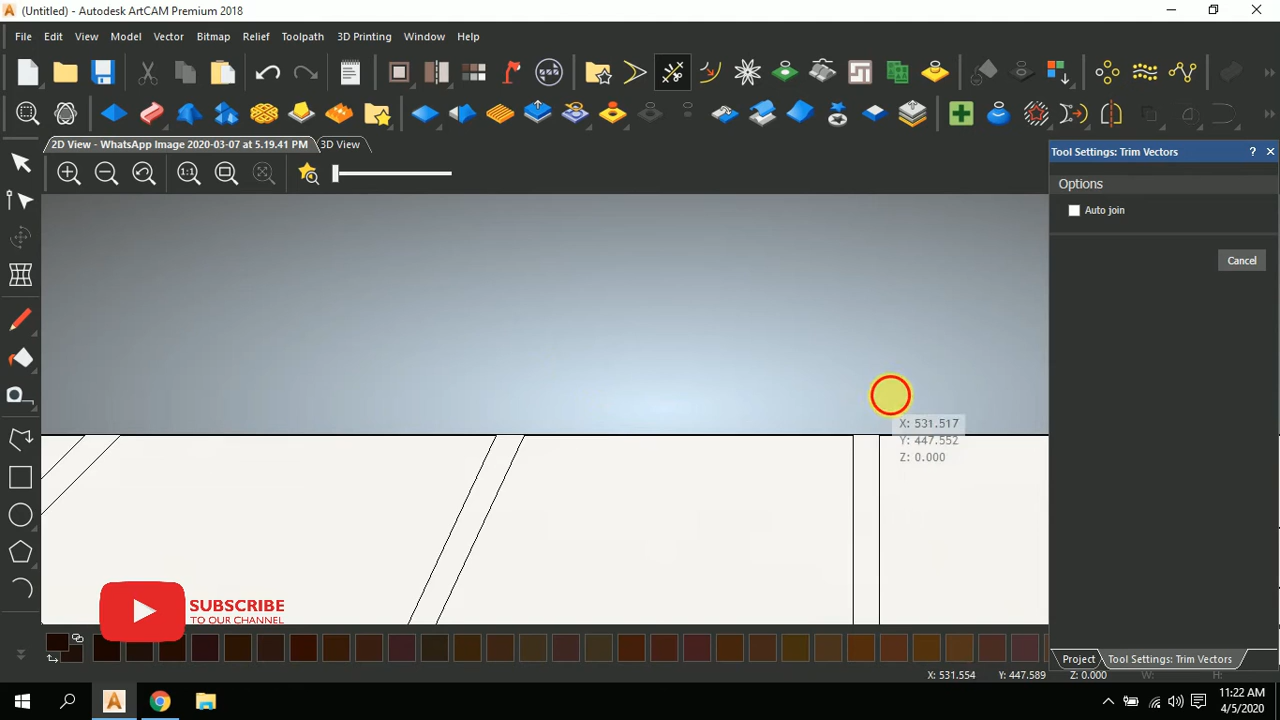 (Untitled) - Autodesk ArtCAM Premium 2018
File Edit View Model Vector Bitmap Relief Toolpath 3D Printing Window Help
2D View - WhatsApp Image 2020-03-07 at 5.19.41 PM 3D View
1:1
Tool Settings: Trim Vectors ?
Options
Auto join
Cancel
X: 531.517
Y: 447.552
Z: 0.000
SUBSCRIBE
TO OUR CHANNEL
Project Tool Settings: Trim Vectors
X: 531.554 Y: 447.589 Z: 0.000 W: H:
11:22 AM
4/5/2020